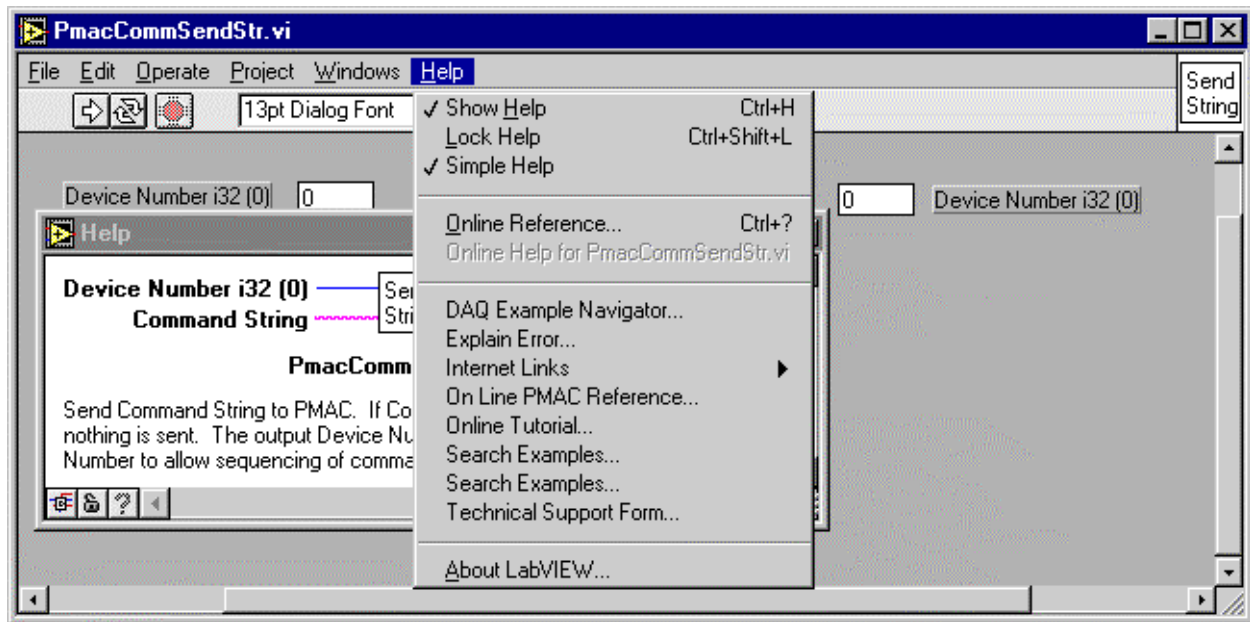 PmacCommSendStr.vi
File Edit Operate Project Windows Help
Send
String
13pt Dialog Font
Show Help Ctrl+H
Lock Help Ctrl+Shift+L
Simple Help
Online Reference... Ctrl+?
Online Help for PmacCommSendStr.vi
DAQ Example Navigator...
Explain Error...
Internet Links
On Line PMAC Reference...
Online Tutorial...
Search Examples...
Search Examples...
Technical Support Form...
About LabVIEW...
Device Number i32 (0) 0
0 Device Number i32 (0)
Help
Device Number i32 (0)
Command String
PmacComm
Send Command String to PMAC. If Co
nothing is sent. The output Device Nu
Number to allow sequencing of comma
?